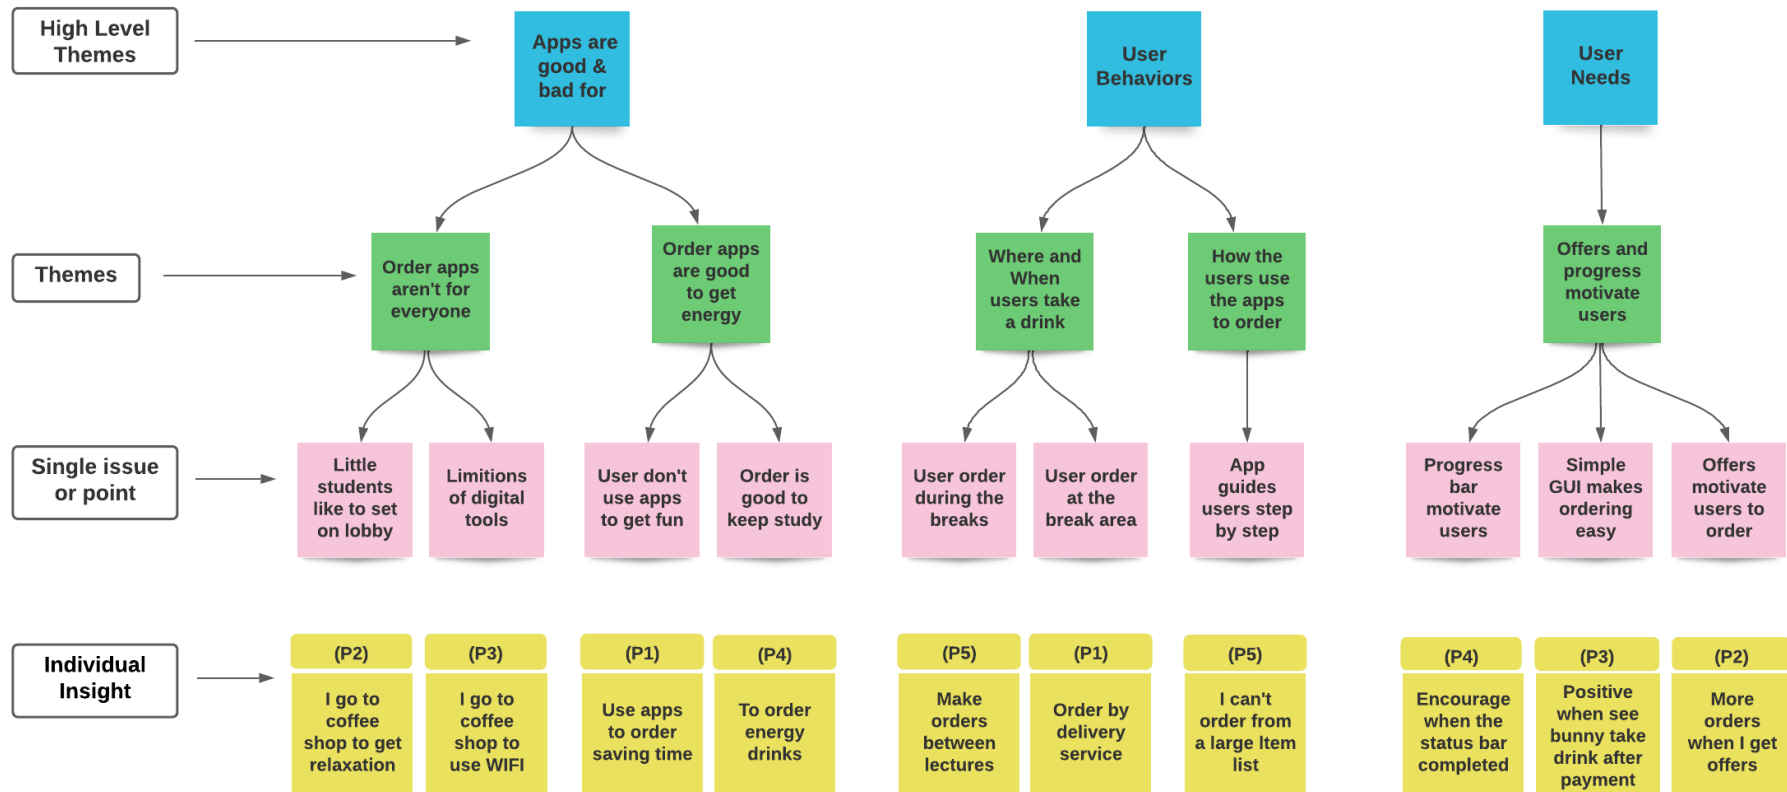 High Level
Themes
Apps are
good &
bad for
User
Behaviors
User
Needs
Themes
Order apps
aren't for
everyone
Order apps
are good
to get
energy
Where and
When
users take
a drink
How the
users use
the apps
to order
Offers and
progress
motivate
users
Single issue
or point
Little
students
like to set
on lobby
Limitions
of digital
tools
User don't
use apps
to get fun
Order is
good to
keep study
User order
during the
breaks
User order
at the
break area
App
guides
users step
by step
Progress
bar
motivate
users
Simple
GUI makes
ordering
easy
Offers
motivate
users to
order
Individual
Insight
(P2)
I go to
coffee
shop to get
relaxation
(P3)
I go to
coffee
shop to
use WIFI
(P1)
Use apps
to order
saving time
(P4)
To order
energy
drinks
(P5)
Make
orders
between
lectures
(P1)
Order by
delivery
service
(P5)
I can't
order from
a large Item
list
(P4)
Encourage
when the
status bar
completed
(P3)
Positive
when see
bunny take
drink after
payment
(P2)
More
orders
when I get
offers